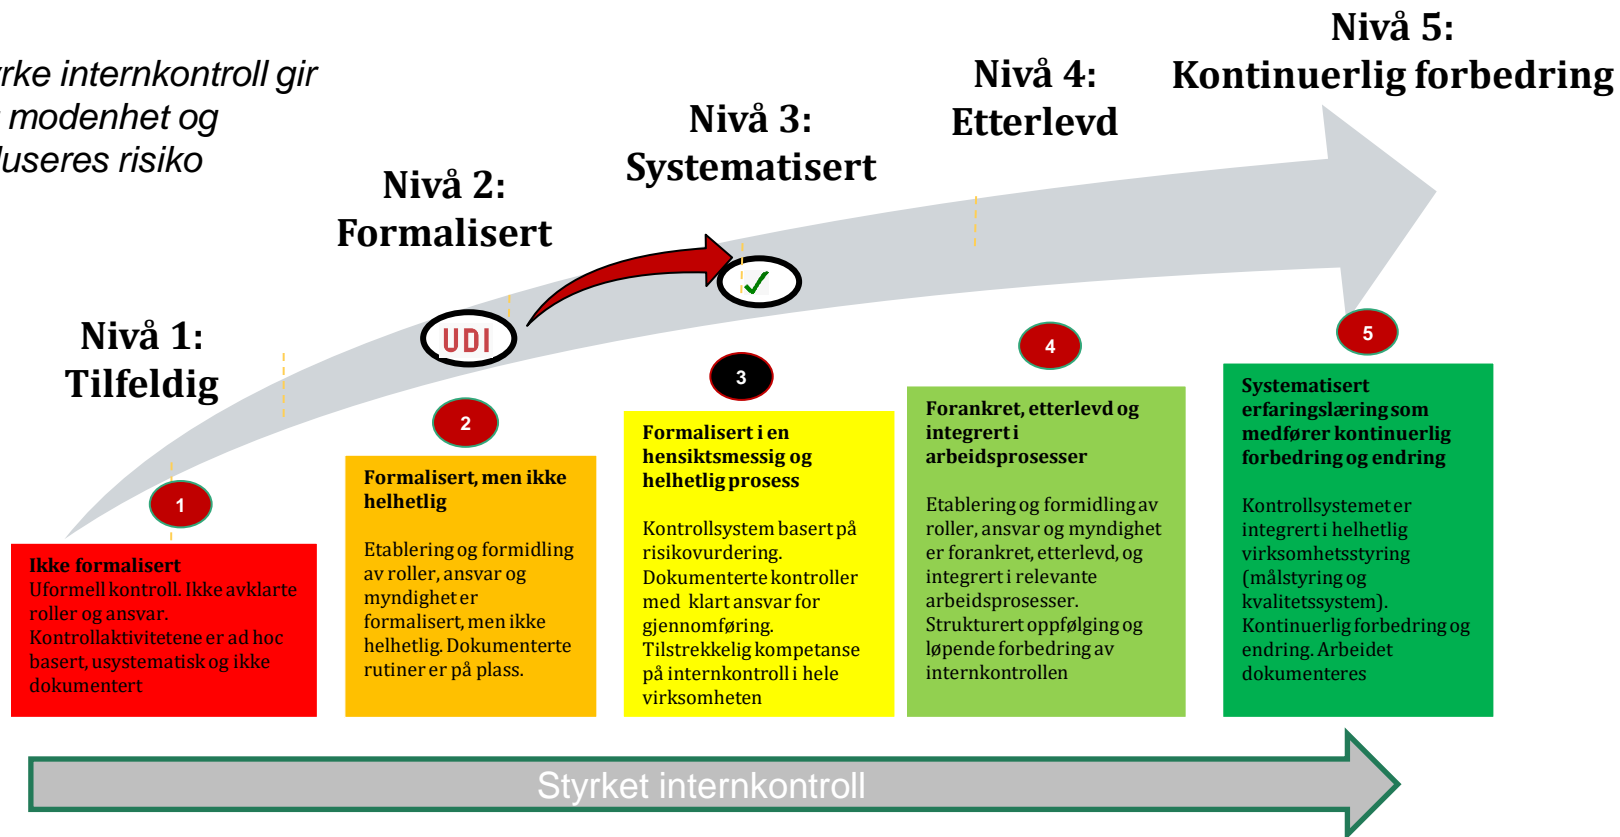 rke internkontroll gir
modenhet og
duseres risiko
Nivå 1:
Tilfeldig
Nivå 2:
Formalisert
Nivå 3:
Systematisert
Nivå 4:
Etterlevd
Nivå 5:
Kontinuerlig forbedring
UDI
1
Ikke formalisert
Uformell kontroll. Ikke avklarte
roller og ansvar.
Kontrollaktivitetene er ad hoc
basert, usystematisk og ikke
dokumentert
2
Formalisert, men ikke
helhetlig
Etablering og formidling
av roller, ansvar og
myndighet er
formalisert, men ikke
helhetlig. Dokumenterte
rutiner er på plass.
3
Formalisert i en
hensiktsmessig og
helhetlig prosess
Kontrollsystem basert på
risikovurdering.
Dokumenterte kontroller
med klart ansvar for
gjennomføring.
Tilstrekkelig kompetanse
på internkontroll i hele
virksomheten
4
Forankret, etterlevd og
integrert i
arbeidsprosesser
Etablering og formidling av
roller, ansvar og myndighet
er forankret, etterlevd, og
integrert i relevante
arbeidsprosesser.
Strukturert oppfølging og
løpende forbedring av
internkontrollen
5
Systematisert
erfaringslæring som
medfører kontinuerlig
forbedring og endring
Kontrollsystemet er
integrert i helhetlig
virksomhetsstyring
(målstyring og
kvalitetssystem).
Kontinuerlig forbedring og
endring. Arbeidet
dokumenteres
Styrket internkontroll